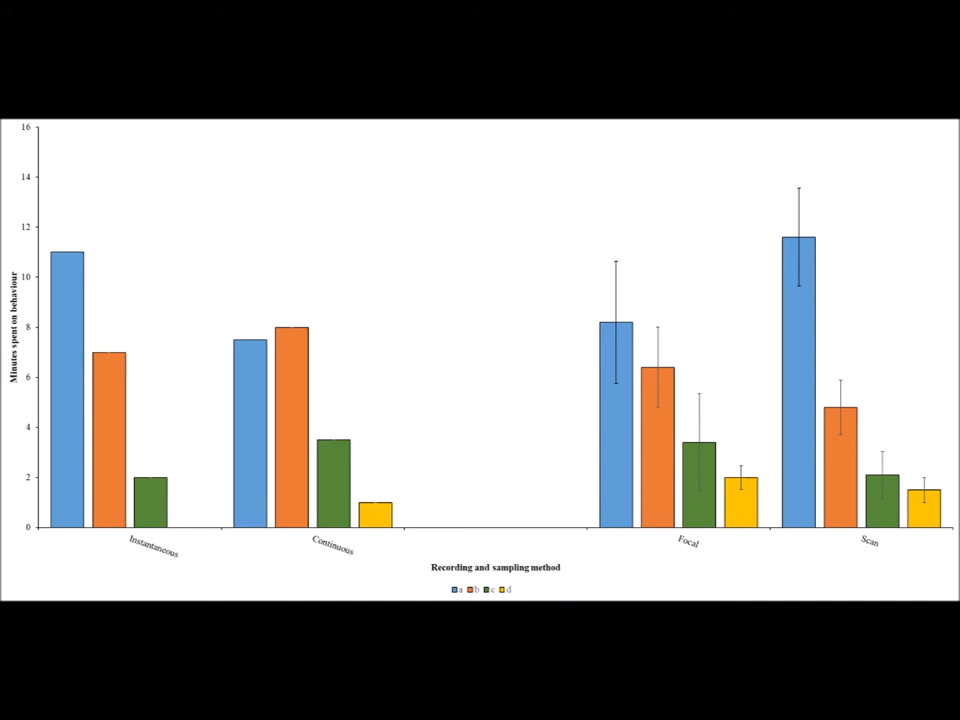 16
14
12
10
8
6
4
2
0
Minutes spent on behaviour
Instantaneous
Continuous
Focal
Scan
Recording and sampling method
a b c d